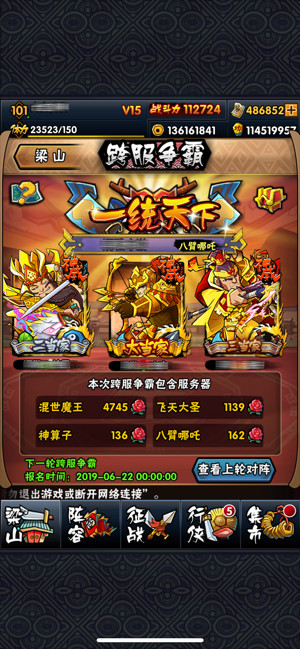 101 V15 战斗力 112724 486852
体力 23523/150 136161841 11451995
梁山 跨服争霸
一统天下
八臂哪吒
二当家 大当家 三当家
本次跨服争霸包含服务器
混世魔王 4745 飞天大圣 1139
神算子 136 八臂哪吒 162
下一轮跨服争霸
报名时间：2019-06-22 00:00:00
查看上轮对阵
勿退出游戏或断开网络连接”。
梁山 阵容 征战 行侠 5 集市